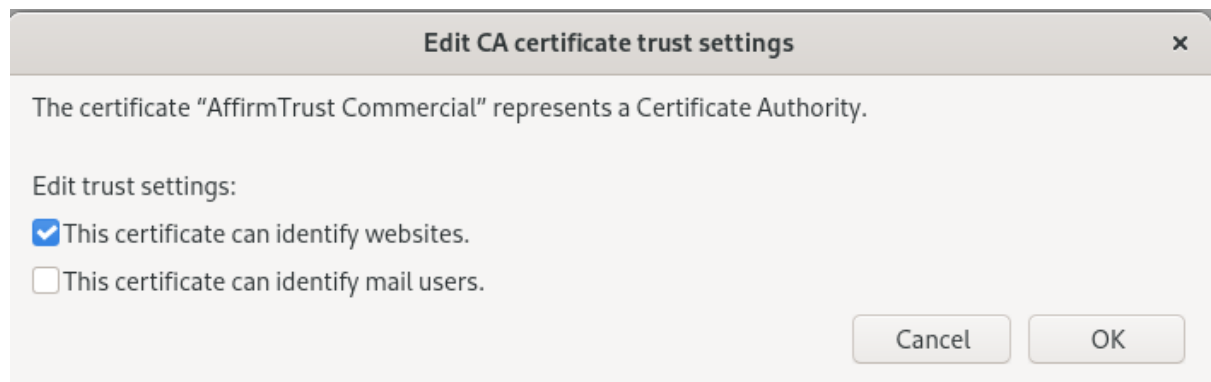 Edit CA certificate trust settings
The certificate “AffirmTrust Commercial” represents a Certificate Authority.
Edit trust settings:
This certificate can identify websites.
This certificate can identify mail users.
Cancel OK